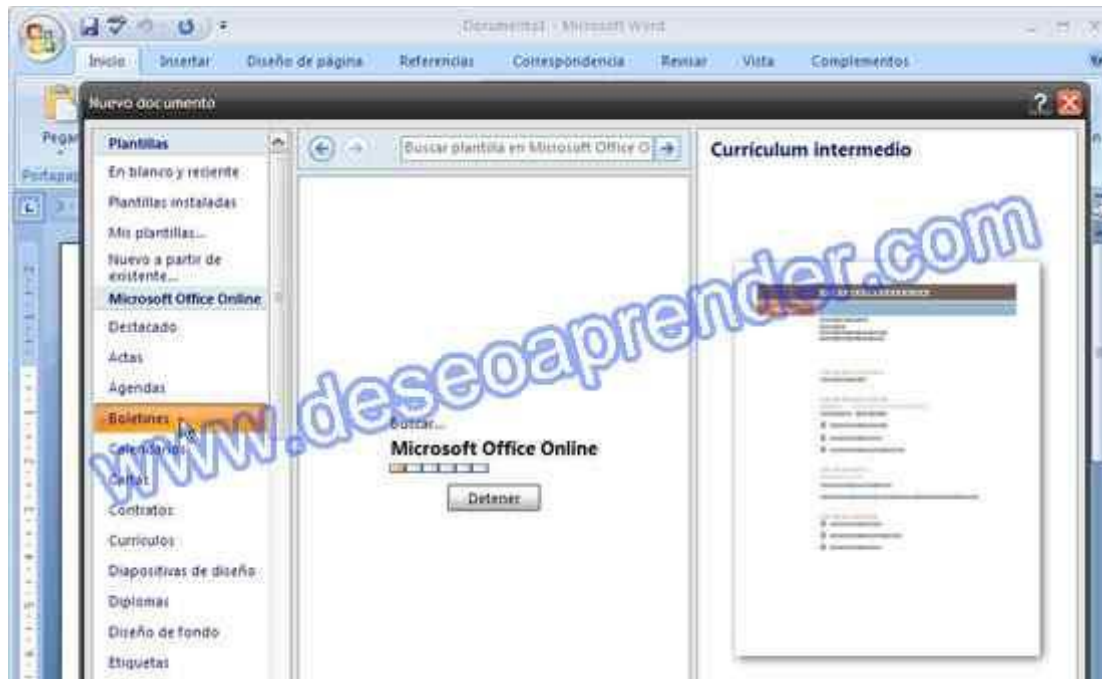 Documento1 - Microsoft Word
Inicio Insertar Diseño de página Referencias Correspondencia Revisar Vista Complementos
Nuevo documento
?
Pegar
Plantillas
En blanco y reciente
Plantillas instaladas
Mis plantillas...
Nuevo a partir de
existente...
Microsoft Office Online
Destacado
Actas
Agendas
Boletines
Calendarios
Cartas
Contratos
Currículos
Diapositivas de diseño
Diplomas
Diseño de fondo
Etiquetas
Buscar plantilla en Microsoft Office O
Buscar...
Microsoft Office Online
Detener
Currículum intermedio
www.deseoaprender.com